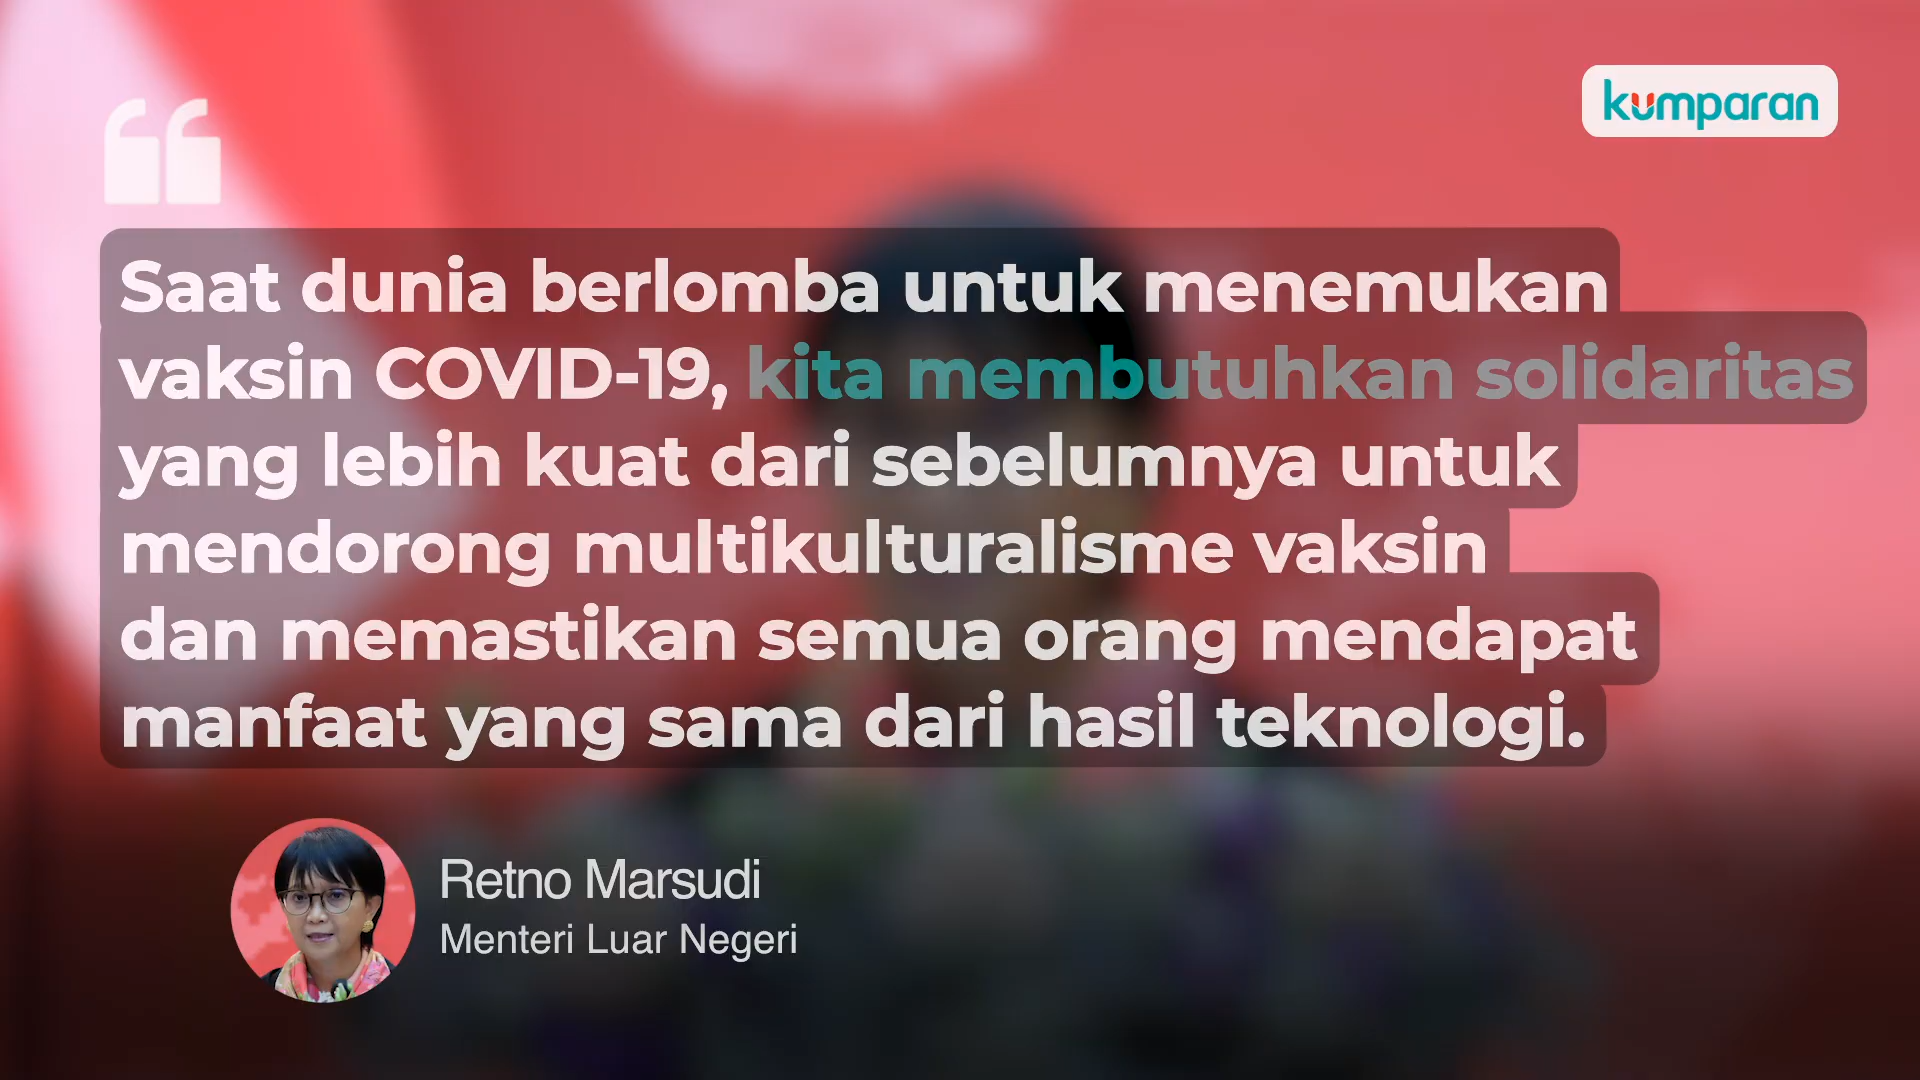 kumparan
Saat dunia berlomba untuk menemukan
vaksin COVID-19, kita membutuhkan solidaritas
yang lebih kuat dari sebelumnya untuk
mendorong multikulturalisme vaksin
dan memastikan semua orang mendapat
manfaat yang sama dari hasil teknologi.
Retno Marsudi
Menteri Luar Negeri